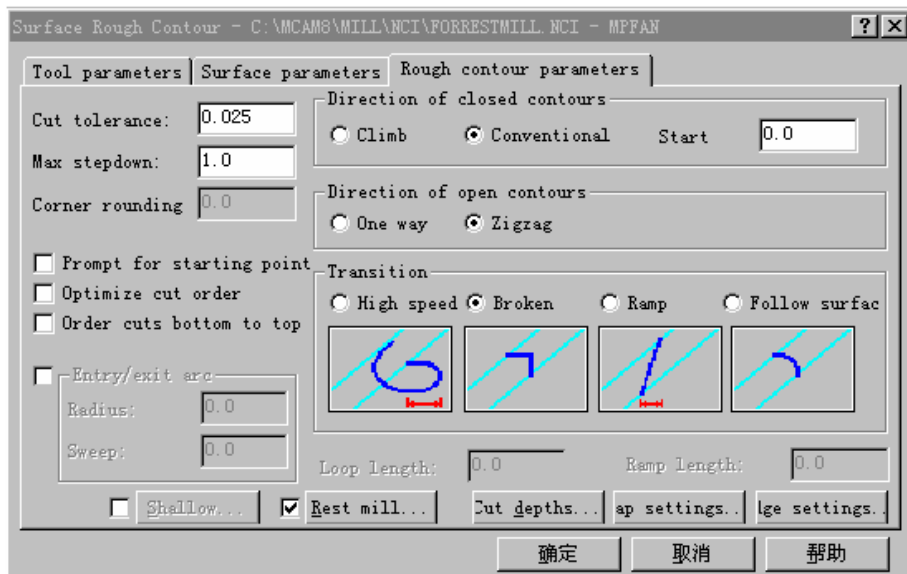 Surface Rough Contour - C:\MCAM8\MILL\NCI\FORRESTMILL.NCI - MPFAN
Tool parameters Surface parameters Rough contour parameters
Cut tolerance: 0.025
Max stepdown: 1.0
Corner rounding 0.0
Direction of closed contours
Climb Conventional Start 0.0
Direction of open contours
One way Zigzag
Prompt for starting point
Optimize cut order
Order cuts bottom to top
Transition
High speed Broken Ramp Follow surfac
Entry/exit arc
Radius: 0.0
Sweep: 0.0
Loop length: 0.0 Ramp length: 0.0
Shallow... Rest mill... Cut depths... ap settings.. dge settings..
确定 取消 帮助